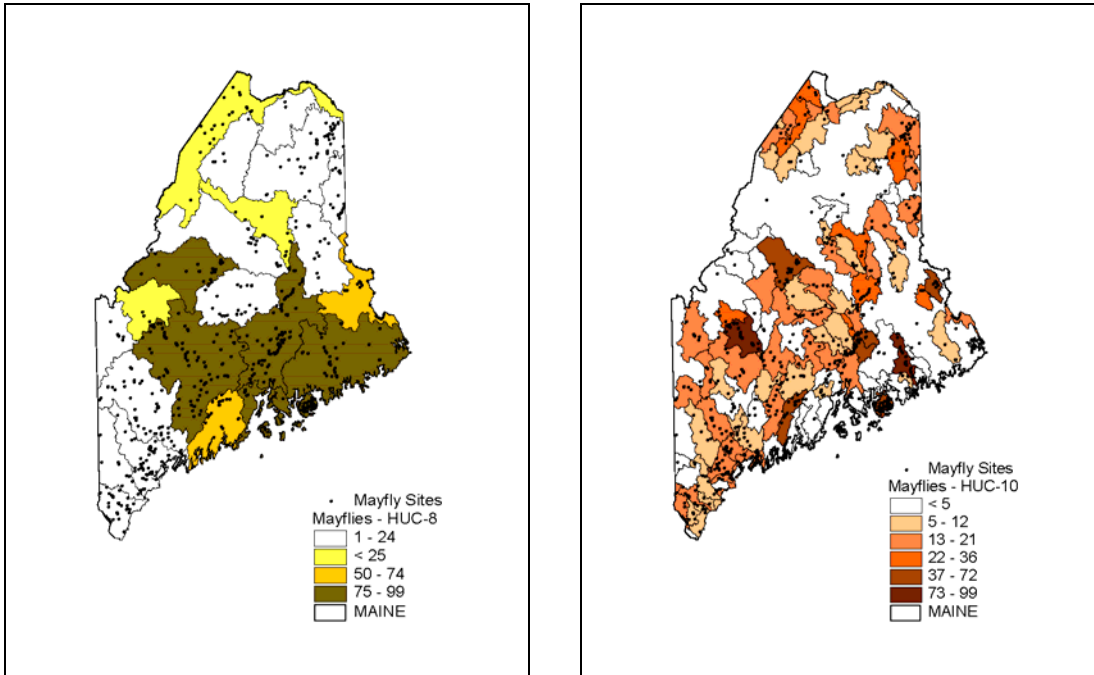 Mayfly Sites
Mayflies - HUC-8
1 - 24
< 25
50 - 74
75 - 99
MAINE
Mayfly Sites
Mayflies - HUC-10
< 5
5 - 12
13 - 21
22 - 36
37 - 72
73 - 99
MAINE